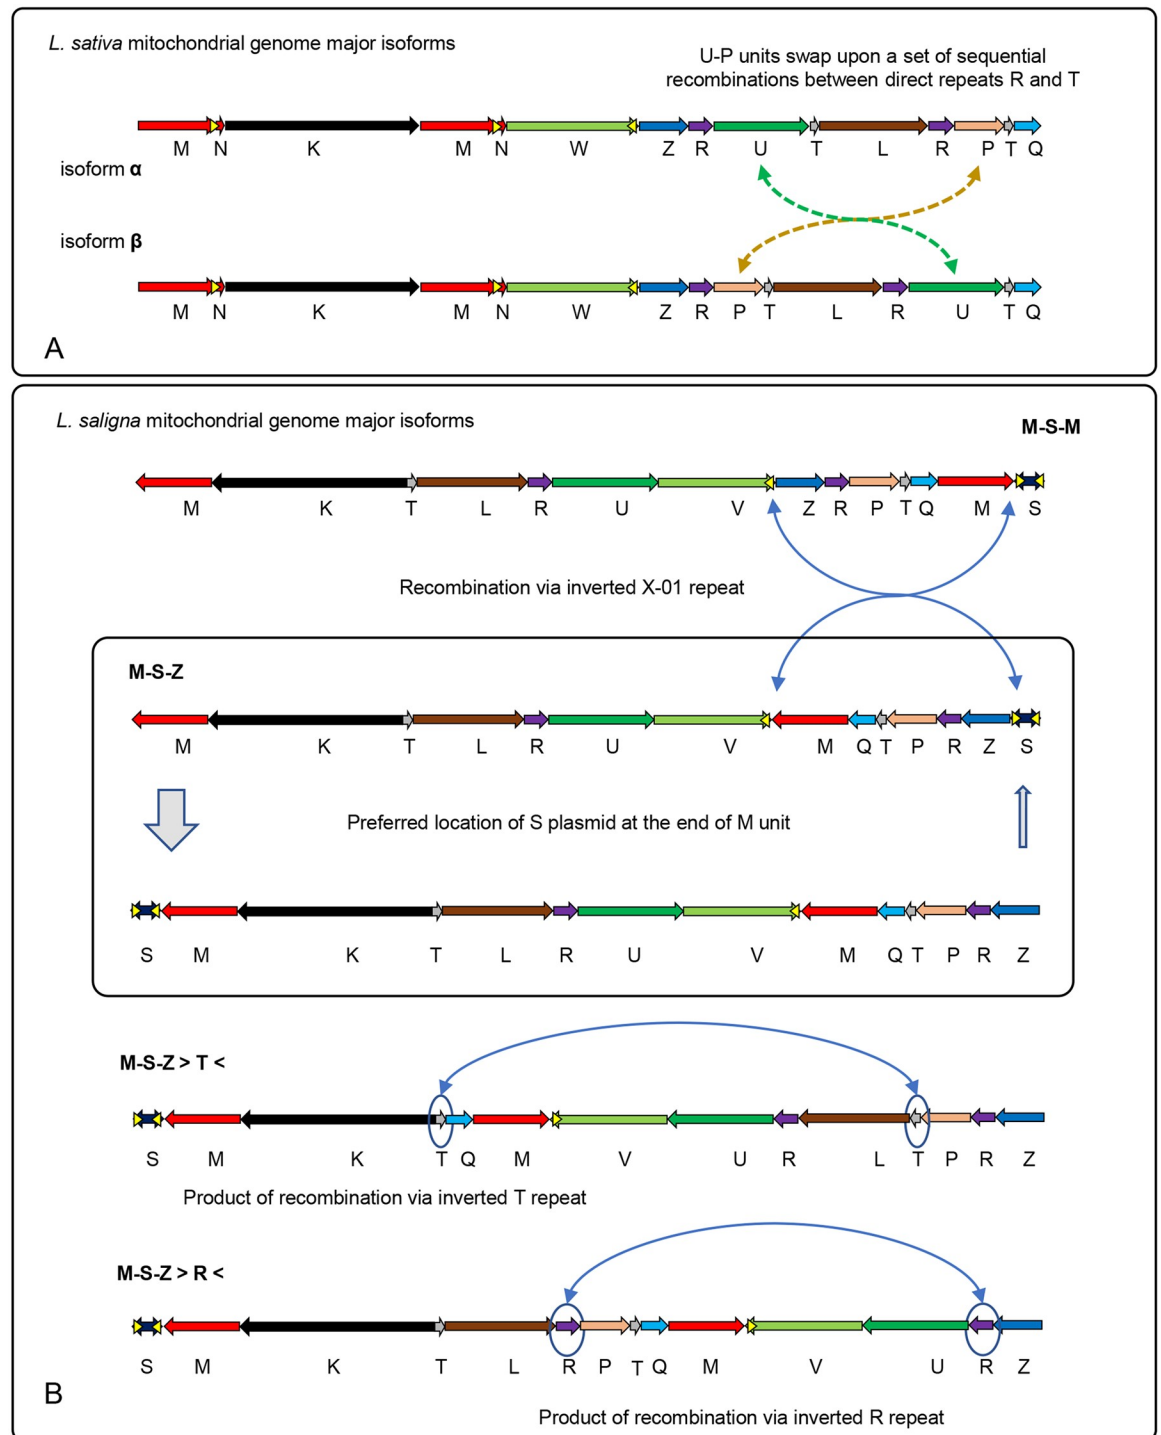 L. sativa mitochondrial genome major isoforms
U-P units swap upon a set of sequential
recombinations between direct repeats R and T
M N K M N W Z R U T L R P T Q
isoform α
isoform β
M N K M N W Z R P T L R U T Q
A
L. saligna mitochondrial genome major isoforms
M-S-M
M K T L R U V Z R P T Q M S
Recombination via inverted X-01 repeat
M-S-Z
M K T L R U V M Q T P R Z S
Preferred location of S plasmid at the end of M unit
S M K T L R U V M Q T P R Z
M-S-Z > T <
S M K T Q M V U R L T P R Z
Product of recombination via inverted T repeat
M-S-Z > R <
S M K T L R P T Q M V U R Z
B
Product of recombination via inverted R repeat